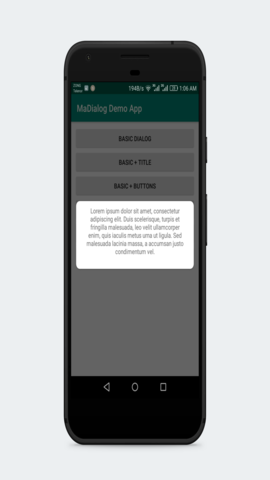 194B/s 1:06 AM
MaDialog Demo App
BASIC DIALOG
BASIC + TITLE
BASIC + BUTTONS
Lorem ipsum dolor sit amet, consectetur
adipiscing elit. Duis scelerisque, turpis et
fringilla malesuada, leo velit ullamcorper
enim, quis iaculis metus urna ut ligula. Sed
malesuada lacinia massa, a accumsan justo
condimentum vel.